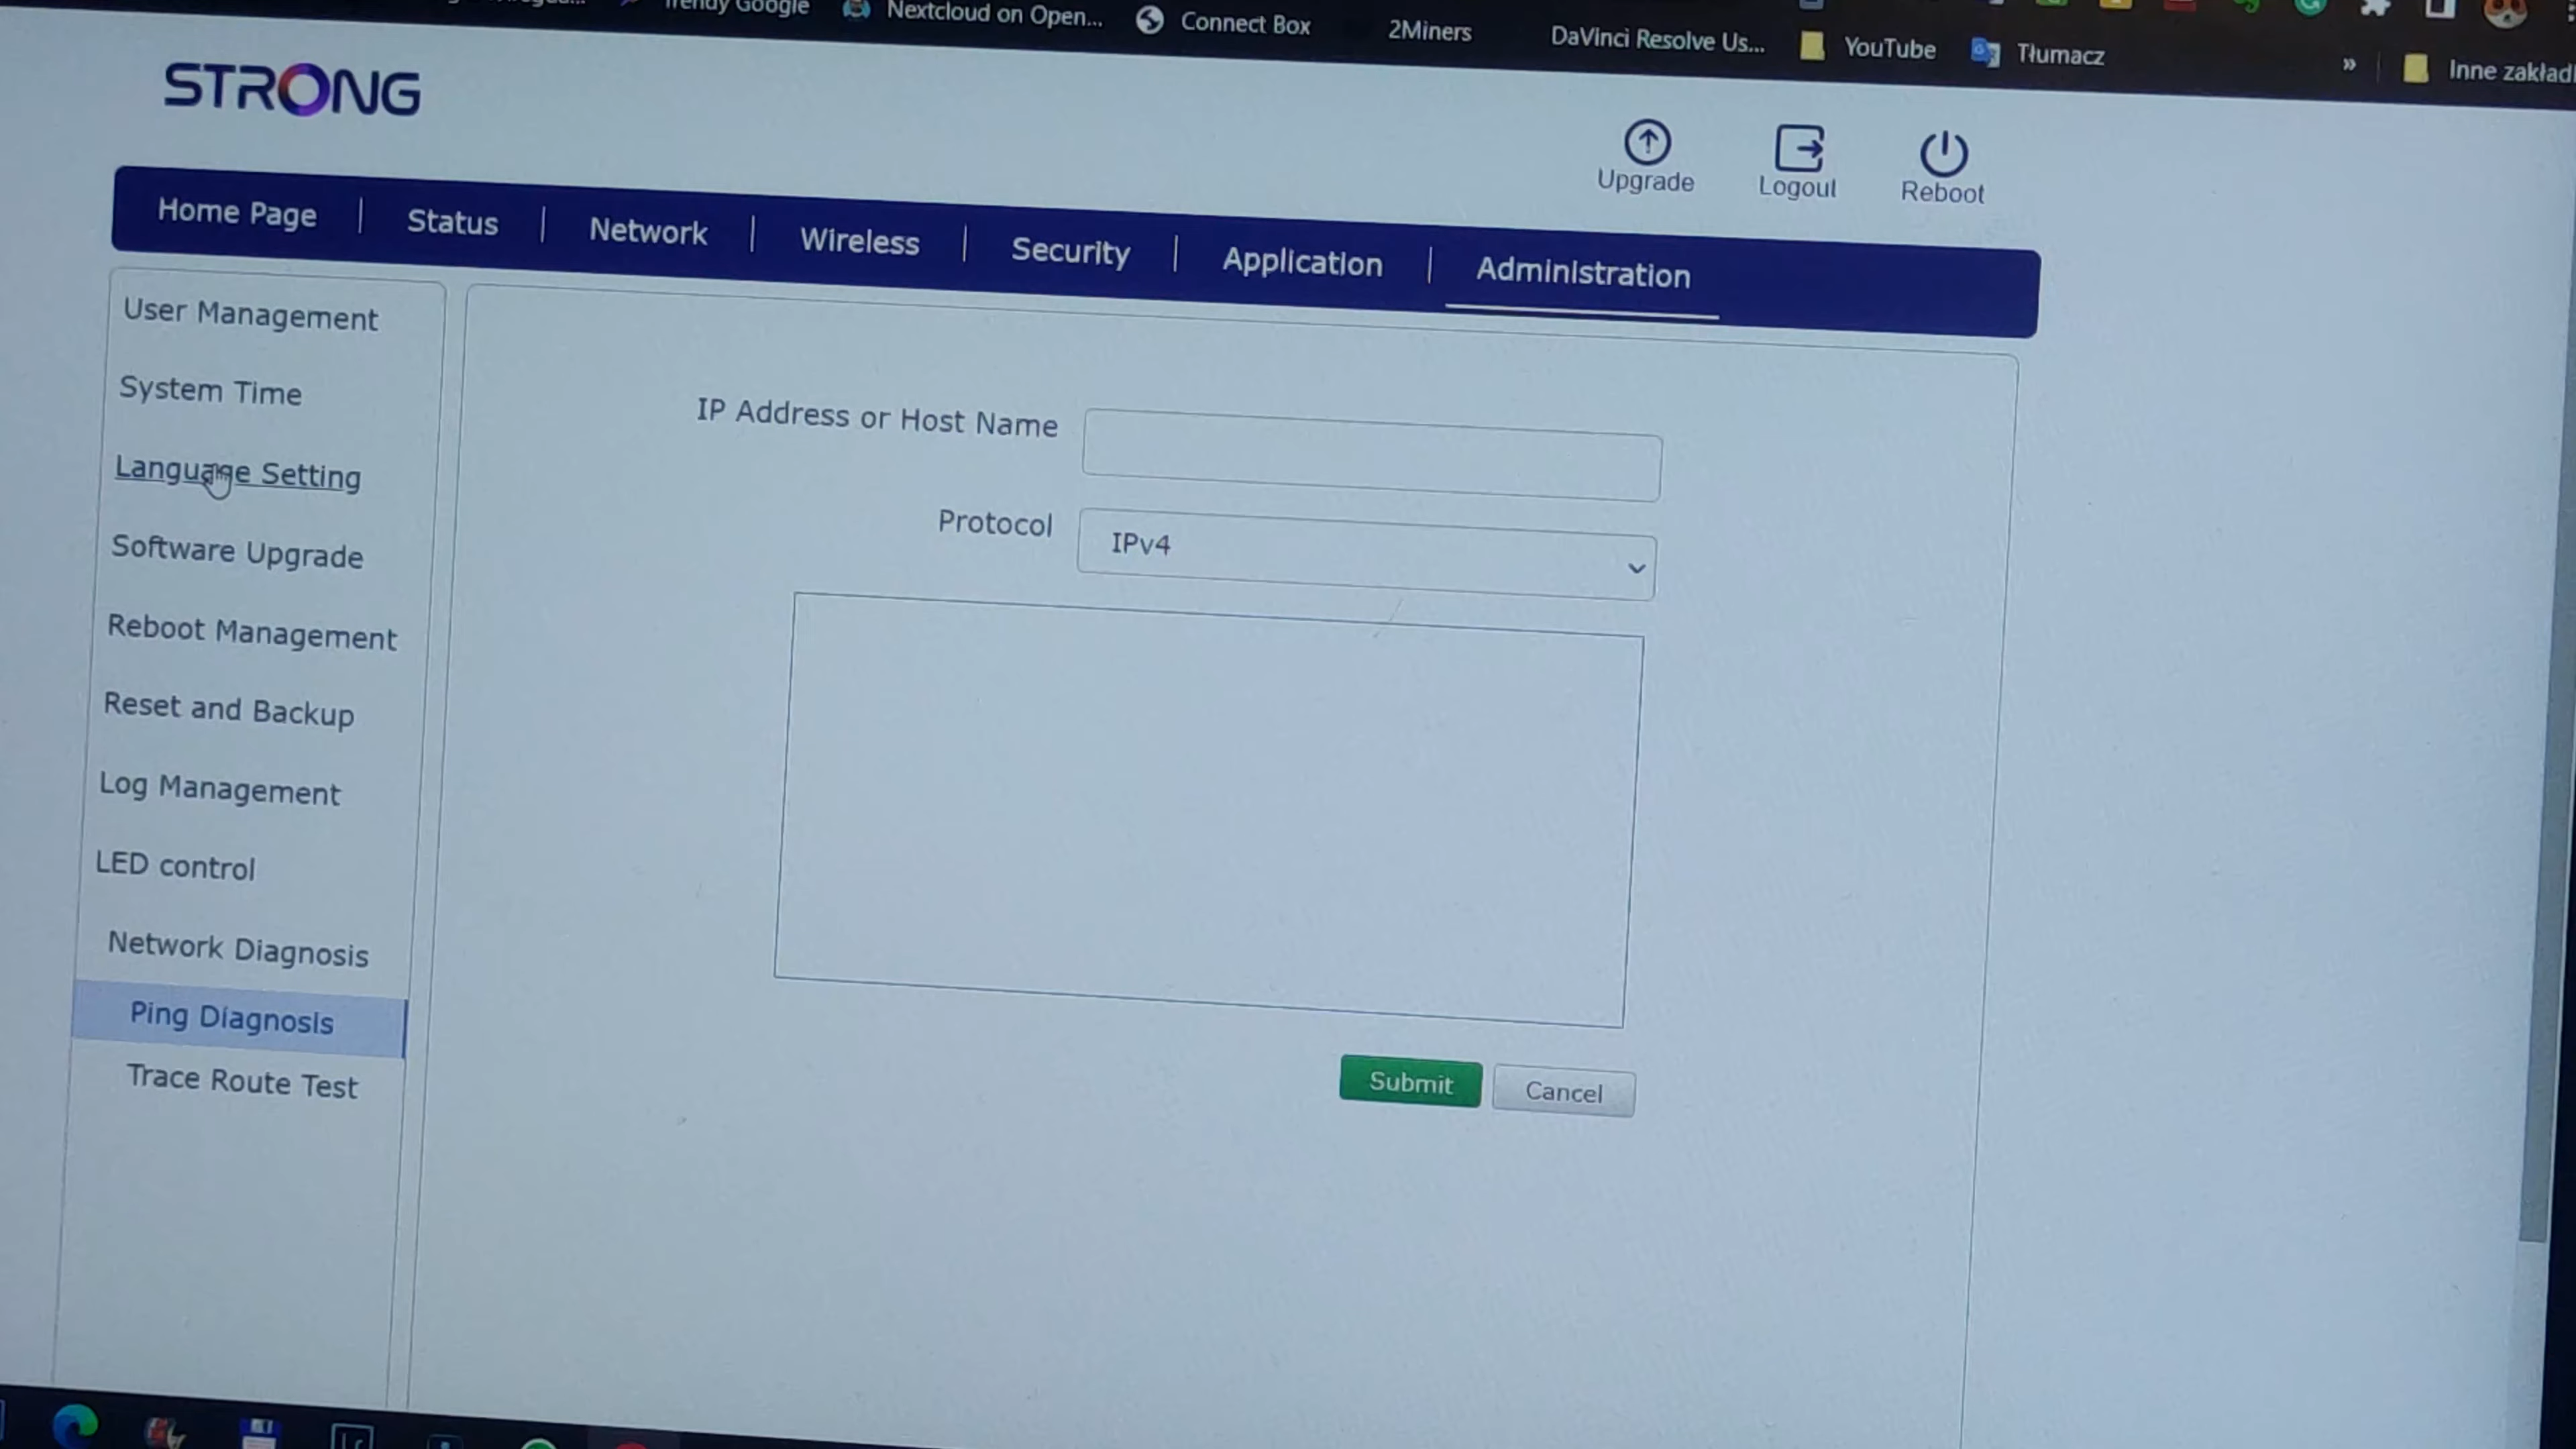 Trendy Google
Nextcloud on Open...
Connect Box
2Miners
DaVinci Resolve Us...
YouTube
Tłumacz
»
Inne zakład
STRONG
Upgrade
Logout
Reboot
Home Page | Status | Network | Wireless | Security | Application | Administration
User Management
System Time
Language Setting
Software Upgrade
Reboot Management
Reset and Backup
Log Management
LED control
Network Diagnosis
Ping Diagnosis
Trace Route Test
IP Address or Host Name
Protocol
IPv4
Submit
Cancel